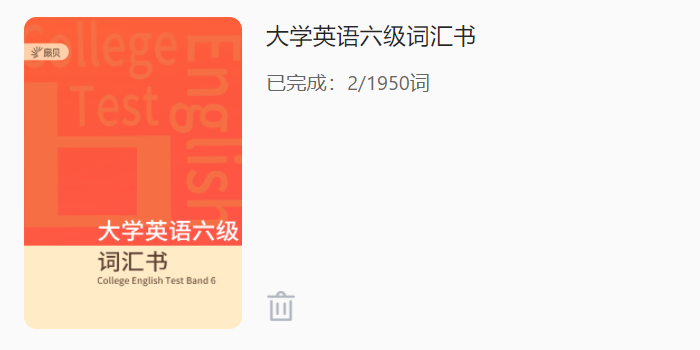 扇贝
College
Test
English
大学英语六级
词汇书
College English Test Band 6
大学英语六级词汇书
已完成：2/1950词